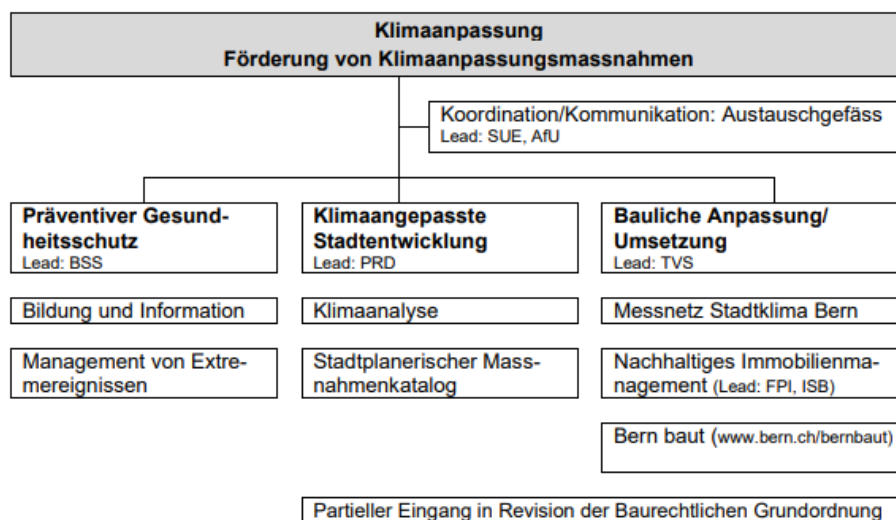 Klimaanpassung
Förderung von Klimaanpassungsmassnahmen
Koordination/Kommunikation: Austauschgefäss
Lead: SUE, AfU
Präventiver Gesund-
heitsschutz
Lead: BSS
Klimaangepasste
Stadtentwicklung
Lead: PRD
Bauliche Anpassung/
Umsetzung
Lead: TVS
Bildung und Information
Klimaanalyse
Messnetz Stadtklima Bern
Management von Extre-
mereignissen
Stadtplanerischer Mass-
nahmenkatalog
Nachhaltiges Immobilienma-
nagement (Lead: FPI, ISB)
Bern baut (www.bern.ch/bernbaut)
Partieller Eingang in Revision der Baurechtlichen Grundordnung